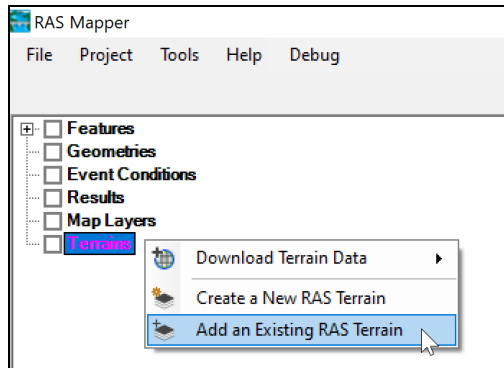 RAS Mapper
File Project Tools Help Debug
Features
Geometries
Event Conditions
Results
Map Layers
Terrains
Download Terrain Data
Create a New RAS Terrain
Add an Existing RAS Terrain